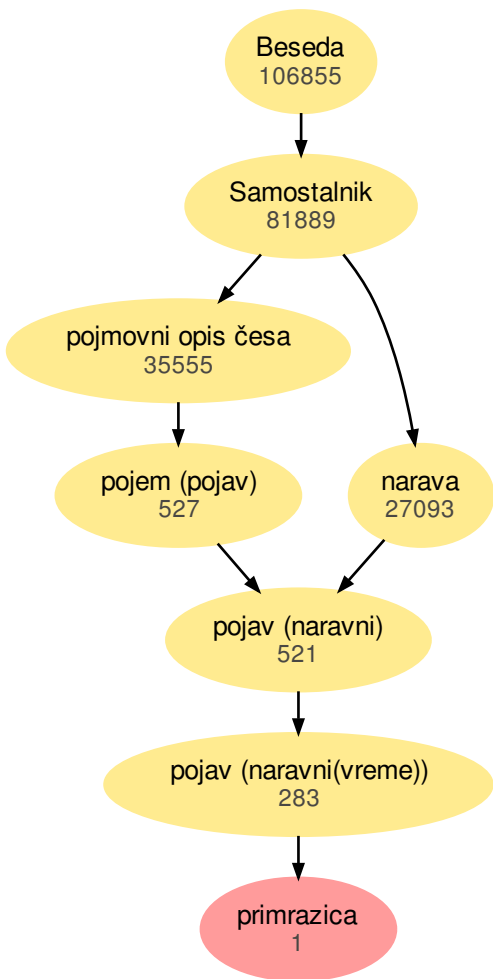 Beseda
106855
Samostalnik
81889
pojmovni opis česa
35555
pojem (pojav)
527
narava
27093
pojav (naravni)
521
pojav (naravni(vreme))
283
primrazica
1